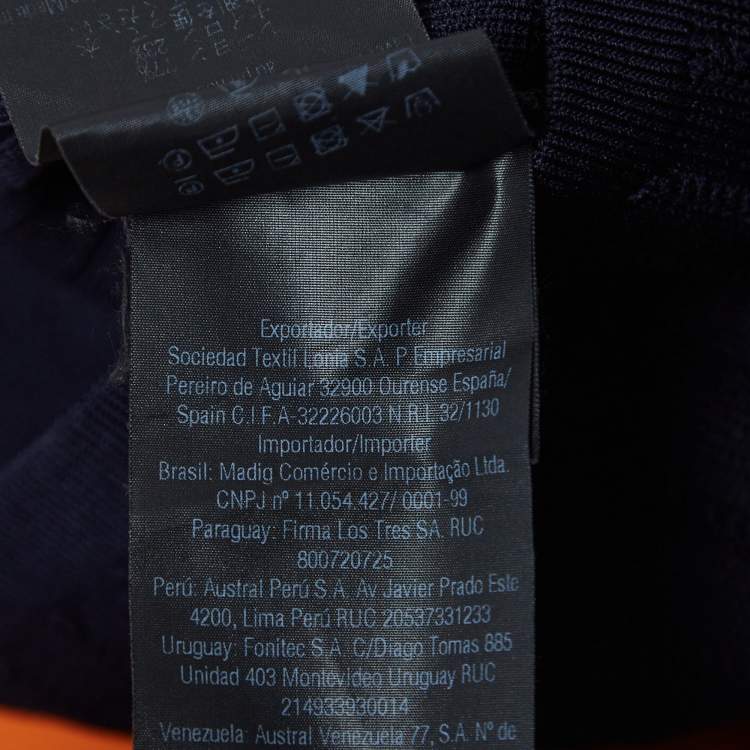 Exportador/Exporter
Sociedad Textil Lonia S.A. P. Empresarial
Pereiro de Aguiar 32900 Ourense España/
Spain C.I.F.A-32226003 N.R.I. 32/1130
Importador/Importer
Brasil: Madig Comércio e Importação Ltda.
CNPJ nº 11.054.427/ 0001-99
Paraguay: Firma Los Tres SA. RUC
800720725
Perú: Austral Perú S.A. Av Javier Prado Este
4200, Lima Perú RUC 20537331233
Uruguay: Fonitec S.A. C/Diago Tomas 885
Unidad 403 Montevideo Uruguay RUC
214933930014
Venezuela: Austral Venezuela 77, S.A. Nº de